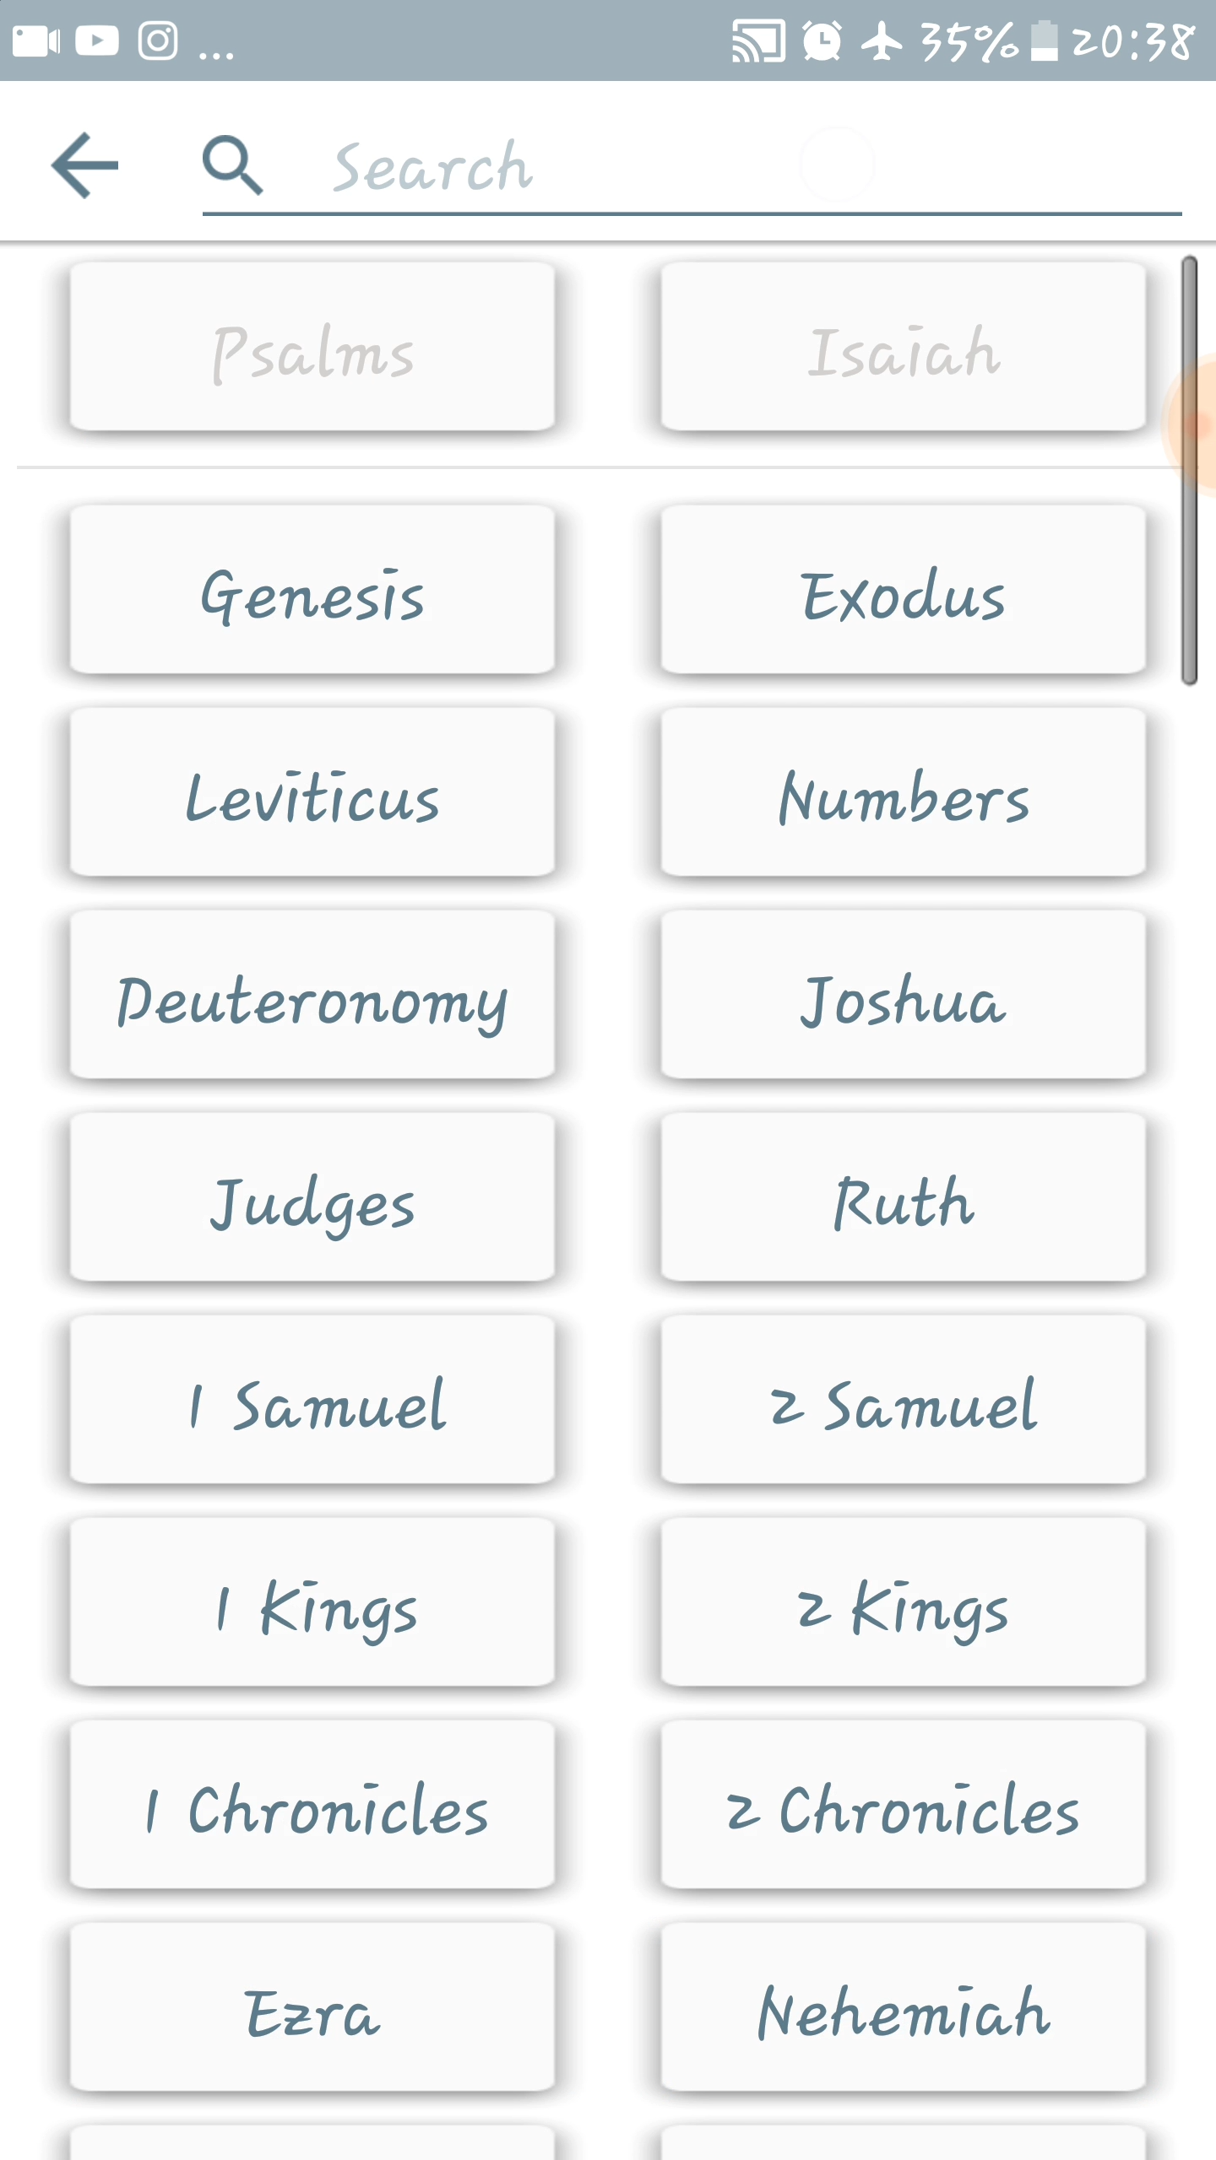 ... 35% 20:38
Search
Psalms Isaiah
Genesis Exodus
Leviticus Numbers
Deuteronomy Joshua
Judges Ruth
1 Samuel 2 Samuel
1 Kings 2 Kings
1 Chronicles 2 Chronicles
Ezra Nehemiah